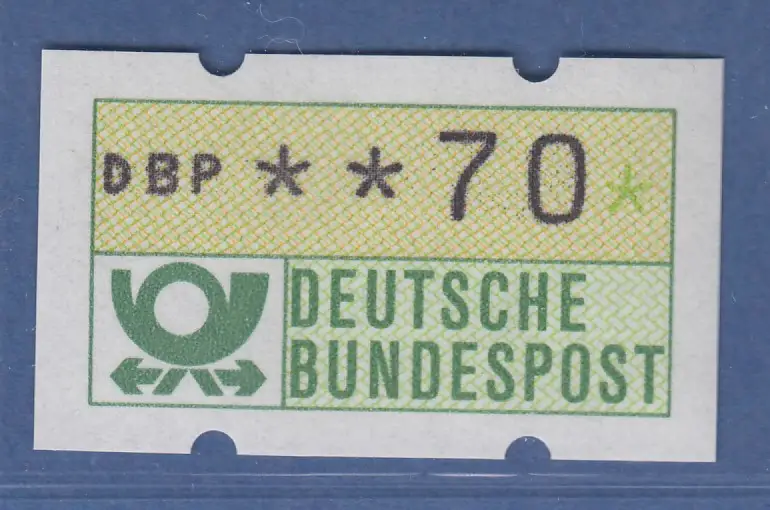 DBP **70*
DEUTSCHE
BUNDESPOST